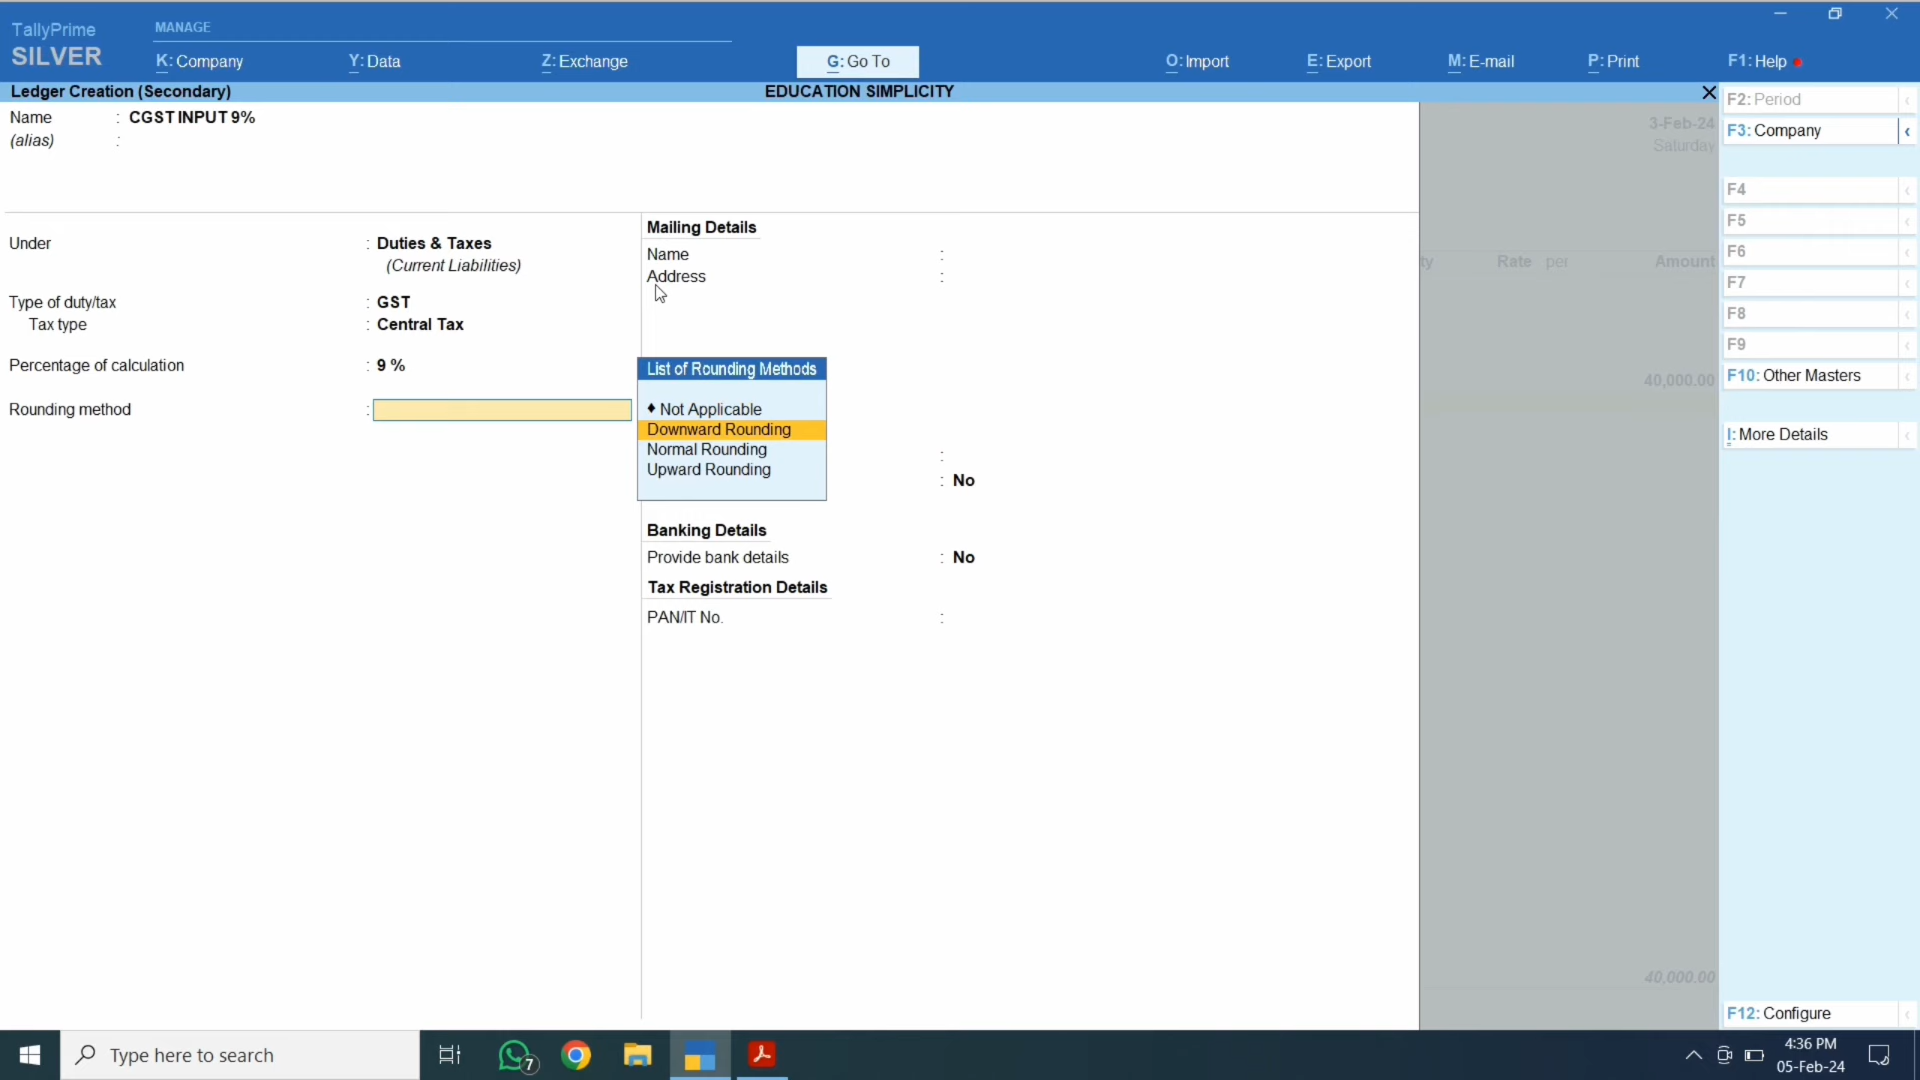 TallyPrime
SILVER
MANAGE
K: Company
Y: Data
Z: Exchange
G: Go To
O: Import
E: Export
M: E-mail
P: Print
F1: Help
Ledger Creation (Secondary)
EDUCATION SIMPLICITY
Name : CGST INPUT 9%
(alias) :
Under : Duties & Taxes
(Current Liabilities)
Type of duty/tax : GST
Tax type : Central Tax
Percentage of calculation : 9 %
Rounding method :
Mailing Details
Name :
Address :
List of Rounding Methods
♦ Not Applicable
Downward Rounding
Normal Rounding
Upward Rounding
:
: No
Banking Details
Provide bank details : No
Tax Registration Details
PAN/IT No. :
3-Feb-24
Saturday
ty Rate per Amount
40,000.00
40,000.00
F2: Period
F3: Company
F4
F5
F6
F7
F8
F9
F10: Other Masters
I: More Details
F12: Configure
Type here to search
7
4:36 PM
05-Feb-24